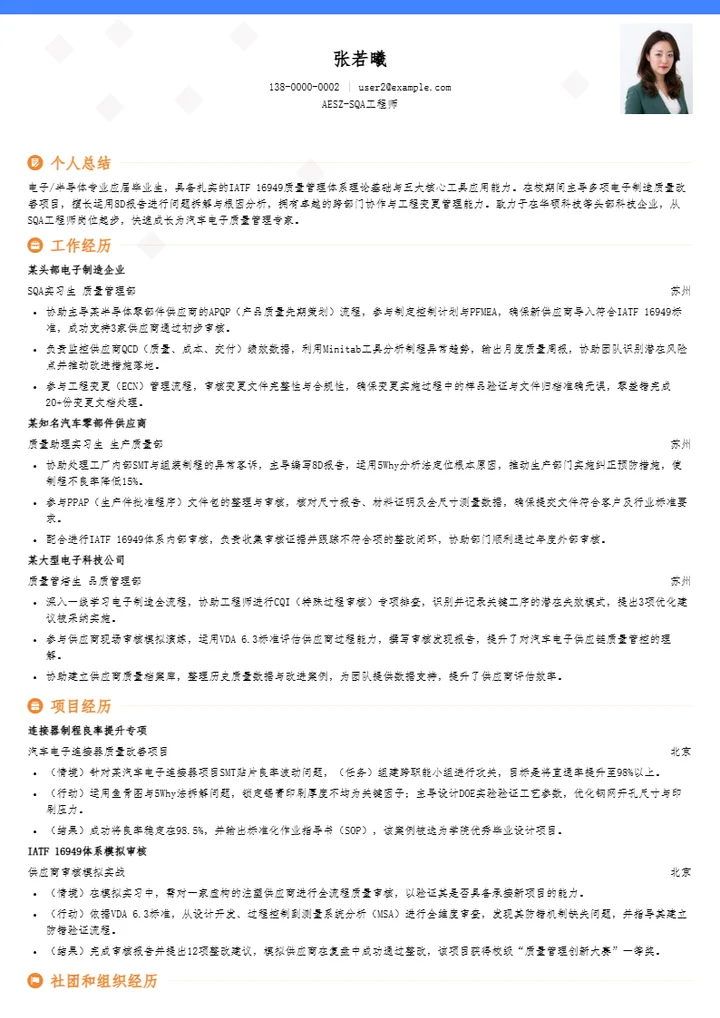 张若曦
138-0000-0002 | user2@example.com
AESZ-SQA工程师
个人总结
电子/半导体专业应届毕业生，具备扎实的IATF 16949质量管理体系理论基础与五大核心工具应用能力。在校期间主导多项电子制造质量改
善项目，擅长运用8D报告进行问题拆解与根因分析，拥有卓越的跨部门协作与工程变更管理能力。致力于在华硕科技等头部科技企业，从
SQA工程师岗位起步，快速成长为汽车电子质量管理专家。
工作经历
某头部电子制造企业
SQA实习生 质量管理部 苏州
• 协助主导某半导体零部件供应商的APQP（产品质量先期策划）流程，参与制定控制计划与PFMEA，确保新供应商导入符合IATF 16949标
准，成功支持3家供应商通过初步审核。
• 负责监控供应商QCD（质量、成本、交付）绩效数据，利用Minitab工具分析制程异常趋势，输出月度质量周报，协助团队识别潜在风险
点并推动改进措施落地。
• 参与工程变更（ECN）管理流程，审核变更文件完整性与合规性，确保变更实施过程中的样品验证与文件归档准确无误，零差错完成
20+份变更文档处理。
某知名汽车零部件供应商
质量助理实习生 生产质量部 苏州
• 协助处理工厂内部SMT与组装制程的异常客诉，主导编写8D报告，运用5Why分析法定位根本原因，推动生产部门实施纠正预防措施，使
制程不良率降低15%。
• 参与PPAP（生产件批准程序）文件包的整理与审核，核对尺寸报告、材料证明及全尺寸测量数据，确保提交文件符合客户及行业标准要
求。
• 配合进行IATF 16949体系内部审核，负责收集审核证据并跟踪不符合项的整改闭环，协助部门顺利通过年度外部审核。
某大型电子科技公司
质量管培生 品质管理部 苏州
• 深入一线学习电子制造全流程，协助工程师进行CQI（特殊过程审核）专项排查，识别并记录关键工序的潜在失效模式，提出3项优化建
议被采纳实施。
• 参与供应商现场审核模拟演练，运用VDA 6.3标准评估供应商过程能力，撰写审核发现报告，提升了对汽车电子供应链质量管控的理
解。
• 协助建立供应商质量档案库，整理历史质量数据与改进案例，为团队提供数据支持，提升了供应商评估效率。
项目经历
连接器制程良率提升专项
汽车电子连接器质量改善项目 北京
• （情境）针对某汽车电子连接器项目SMT贴片良率波动问题，（任务）组建跨职能小组进行攻关，目标是将直通率提升至98%以上。
• （行动）运用鱼骨图与5Why法拆解问题，锁定锡膏印刷厚度不均为关键因子；主导设计DOE实验验证工艺参数，优化钢网开孔尺寸与印
刷压力。
• （结果）成功将良率稳定在98.5%，并输出标准化作业指导书（SOP），该案例被选为学院优秀毕业设计项目。
IATF 16949体系模拟审核
供应商审核模拟实战 北京
• （情境）在模拟实习中，需对一家虚构的注塑供应商进行全流程质量审核，以验证其是否具备承接新项目的能力。
• （行动）依据VDA 6.3标准，从设计开发、过程控制到测量系统分析（MSA）进行全维度审查，发现其防错机制缺失问题，并指导其建立
防错验证流程。
• （结果）完成审核报告并提出12项整改建议，模拟供应商在复盘中成功通过整改，该项目获得校级“质量管理创新大赛”一等奖。
社团和组织经历